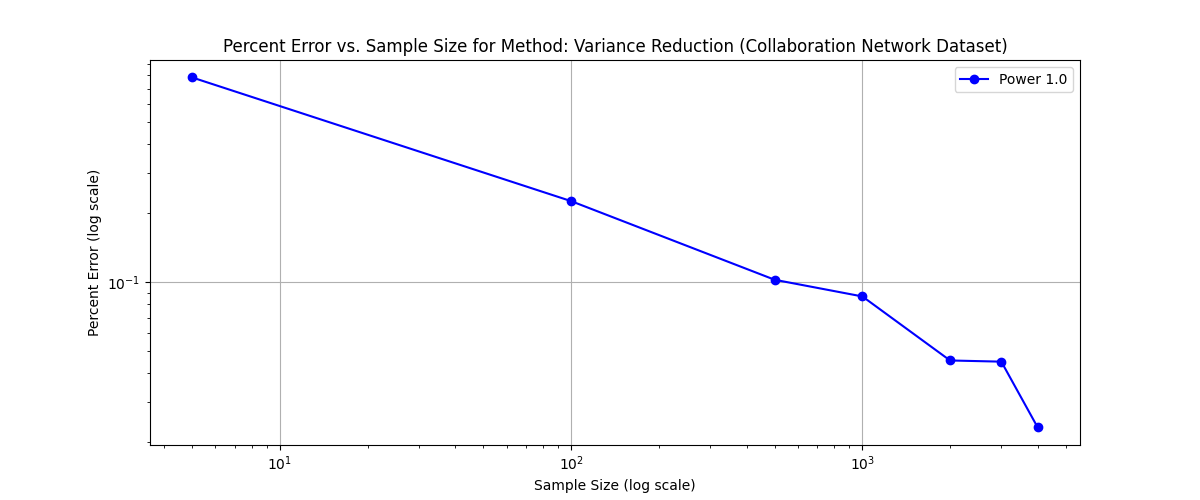 Percent Error vs. Sample Size for Method: Variance Reduction (Collaboration Network Dataset)
Power 1.0
Percent Error (log scale)
10⁻¹
10¹ 10² 10³
Sample Size (log scale)